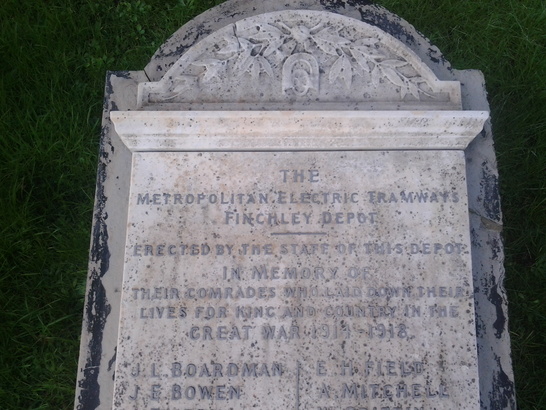 THE
METROPOLITAN ELECTRIC TRAMWAYS
FINCHLEY DEPOT
ERECTED BY THE STAFF OF THIS DEPOT
IN MEMORY OF
THEIR COMRADES WHO LAID DOWN THEIR
LIVES FOR KING AND COUNTRY IN THE
GREAT WAR 1914-1918.
J. L. BOARDMAN E. H. FIELD
J. E. BOWEN A. MITCHELL